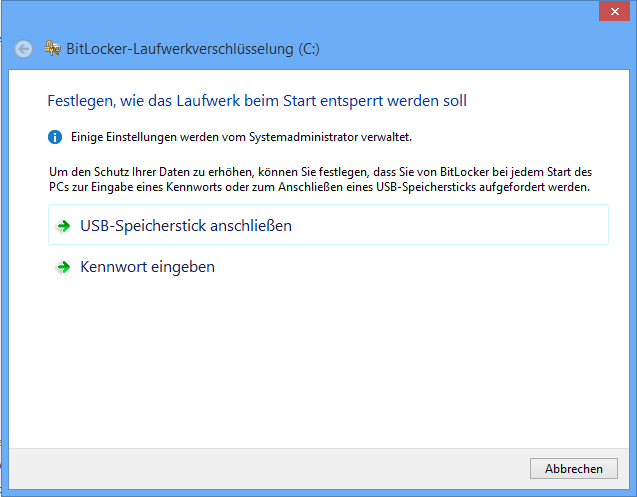 BitLocker-Laufwerkverschlüsselung (C:)
Festlegen, wie das Laufwerk beim Start entsperrt werden soll
Einige Einstellungen werden vom Systemadministrator verwaltet.
Um den Schutz Ihrer Daten zu erhöhen, können Sie festlegen, dass Sie von BitLocker bei jedem Start des
PCs zur Eingabe eines Kennworts oder zum Anschließen eines USB-Speichersticks aufgefordert werden.
USB-Speicherstick anschließen
Kennwort eingeben
Abbrechen